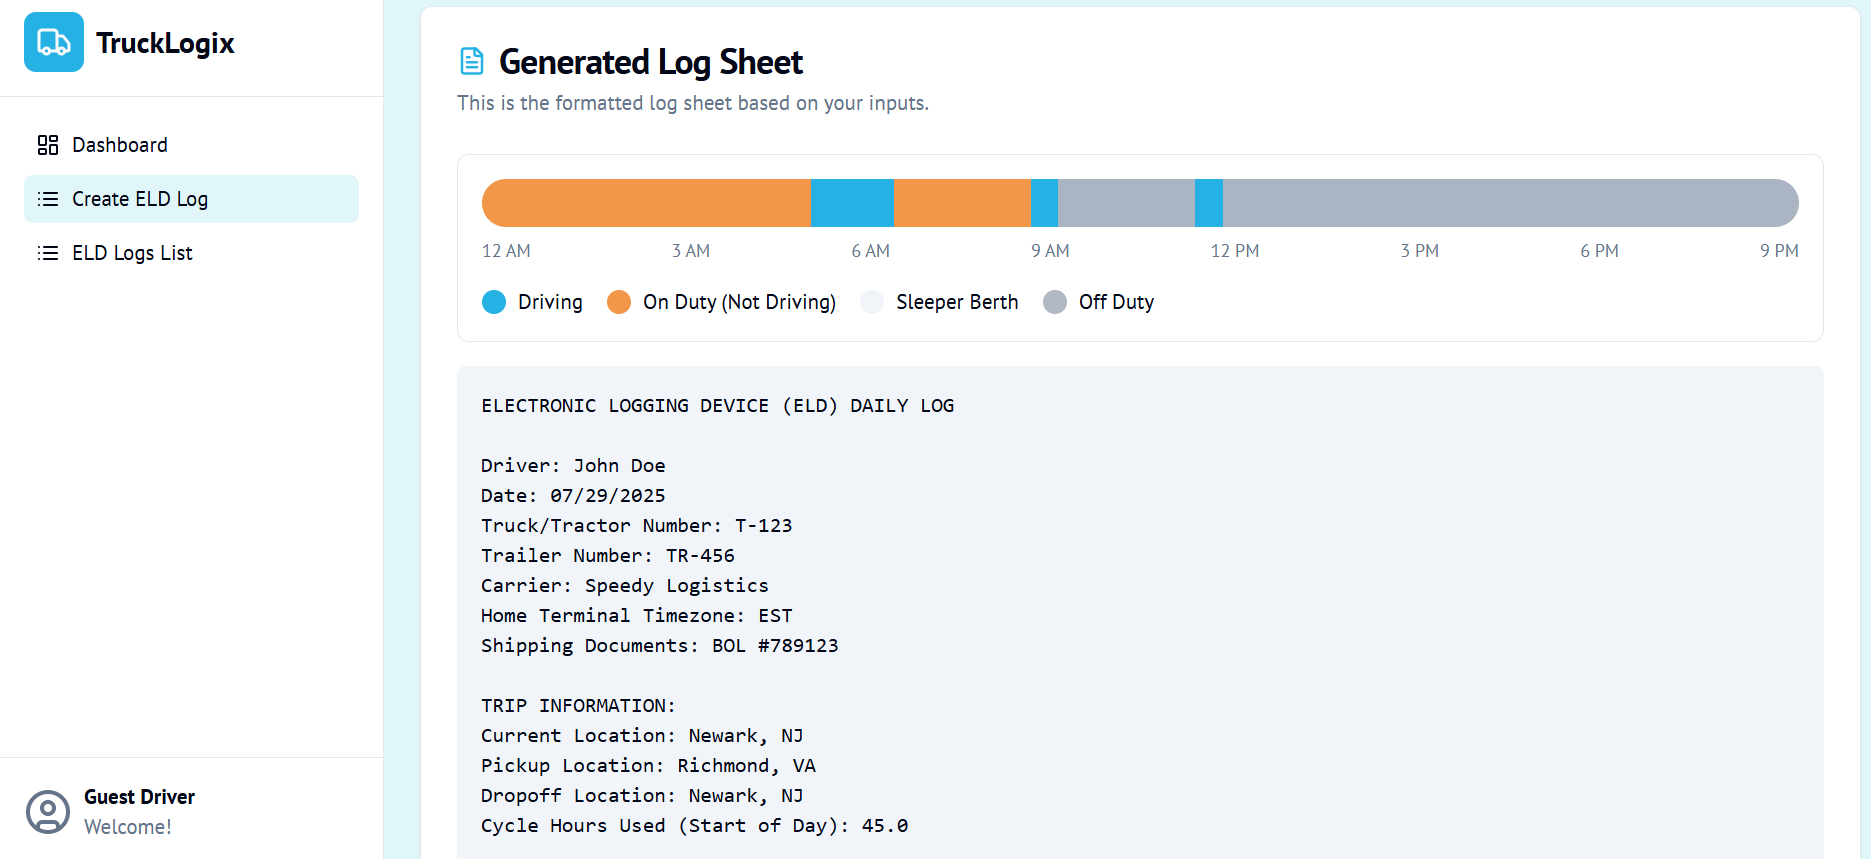 TruckLogix
Dashboard
Create ELD Log
ELD Logs List
Guest Driver
Welcome!
Generated Log Sheet
This is the formatted log sheet based on your inputs.
12 AM 3 AM 6 AM 9 AM 12 PM 3 PM 6 PM 9 PM
Driving On Duty (Not Driving) Sleeper Berth Off Duty
ELECTRONIC LOGGING DEVICE (ELD) DAILY LOG
Driver: John Doe
Date: 07/29/2025
Truck/Tractor Number: T-123
Trailer Number: TR-456
Carrier: Speedy Logistics
Home Terminal Timezone: EST
Shipping Documents: BOL #789123
TRIP INFORMATION:
Current Location: Newark, NJ
Pickup Location: Richmond, VA
Dropoff Location: Newark, NJ
Cycle Hours Used (Start of Day): 45.0